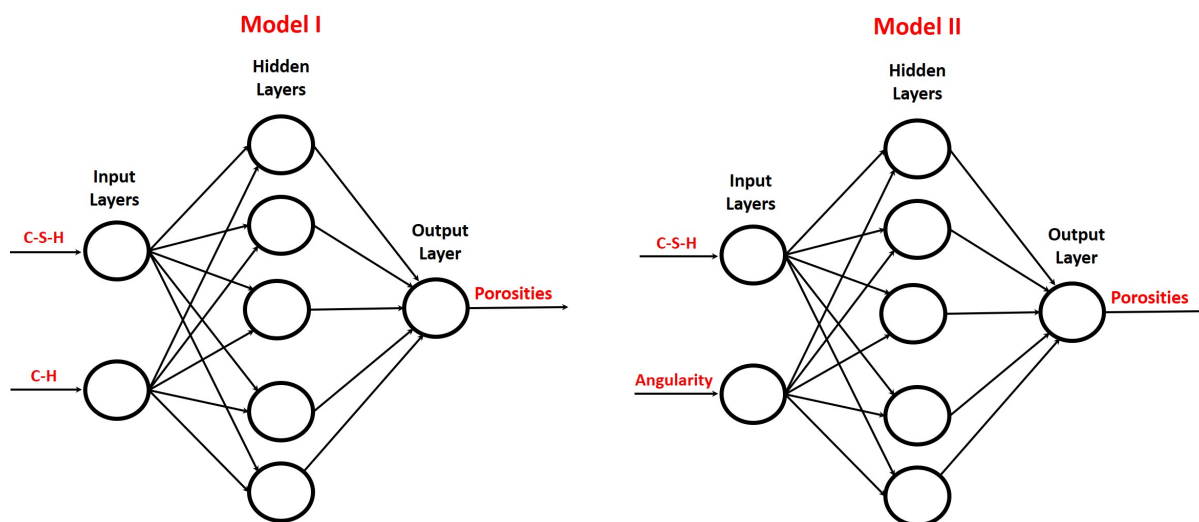 Model I
Hidden
Layers
Input
Layers
C-S-H
C-H
Output
Layer
Porosities
Model II
Hidden
Layers
Input
Layers
C-S-H
Angularity
Output
Layer
Porosities